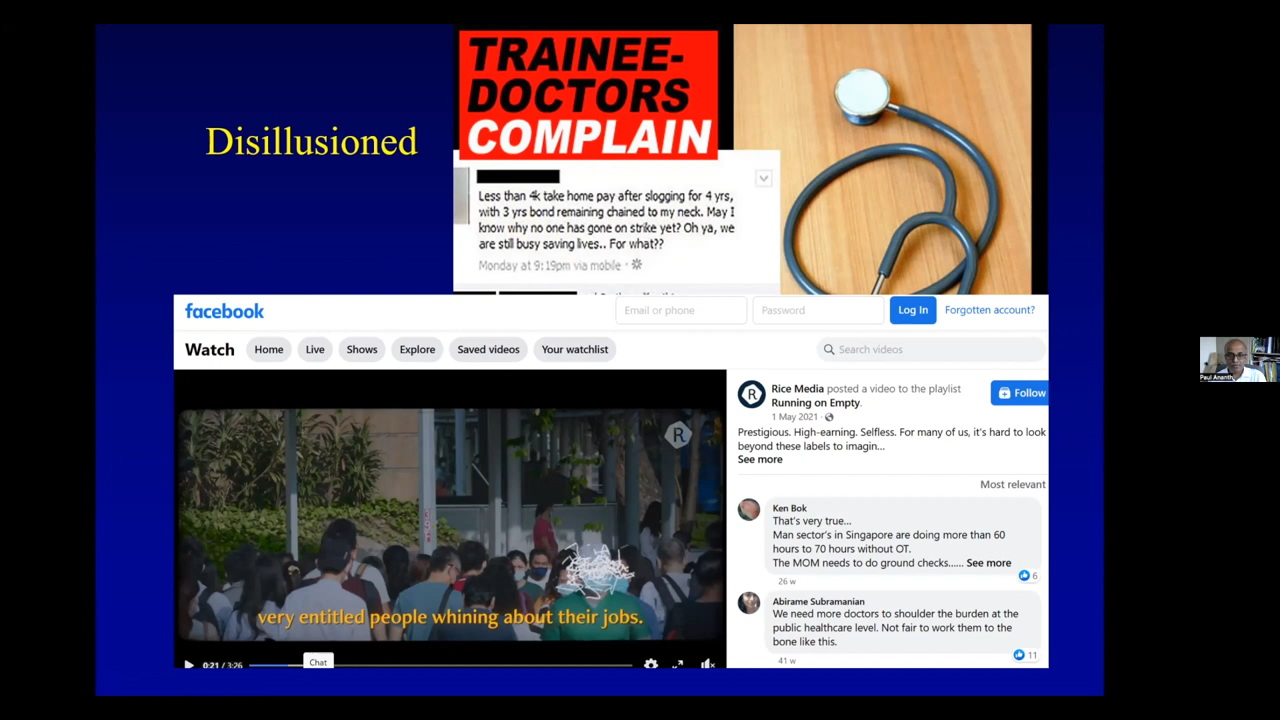 Disillusioned
TRAINEE-
DOCTORS
COMPLAIN
Less than 4k take home pay after slogging for 4 yrs,
with 3 yrs bond remaining chained to my neck. May I
know why no one has gone on strike yet? Oh ya, we
are still busy saving lives.. For what??
Monday at 9:19pm via mobile
facebook
Email or phone
Password
Log In
Forgotten account?
Watch
Home
Live
Shows
Explore
Saved videos
Your watchlist
Search videos
R
very entitled people whining about their jobs.
0:21 / 3:26
Chat
R
Rice Media posted a video to the playlist
Running on Empty.
1 May 2021
Follow
Prestigious. High-earning. Selfless. For many of us, it's hard to look
beyond these labels to imagin...
See more
Most relevant
Ken Bok
That's very true...
Man sector's in Singapore are doing more than 60
hours to 70 hours without OT.
The MOM needs to do ground checks...... See more
6
26 w
Abirame Subramanian
We need more doctors to shoulder the burden at the
public healthcare level. Not fair to work them to the
bone like this.
11
41 w
Paul Ananth